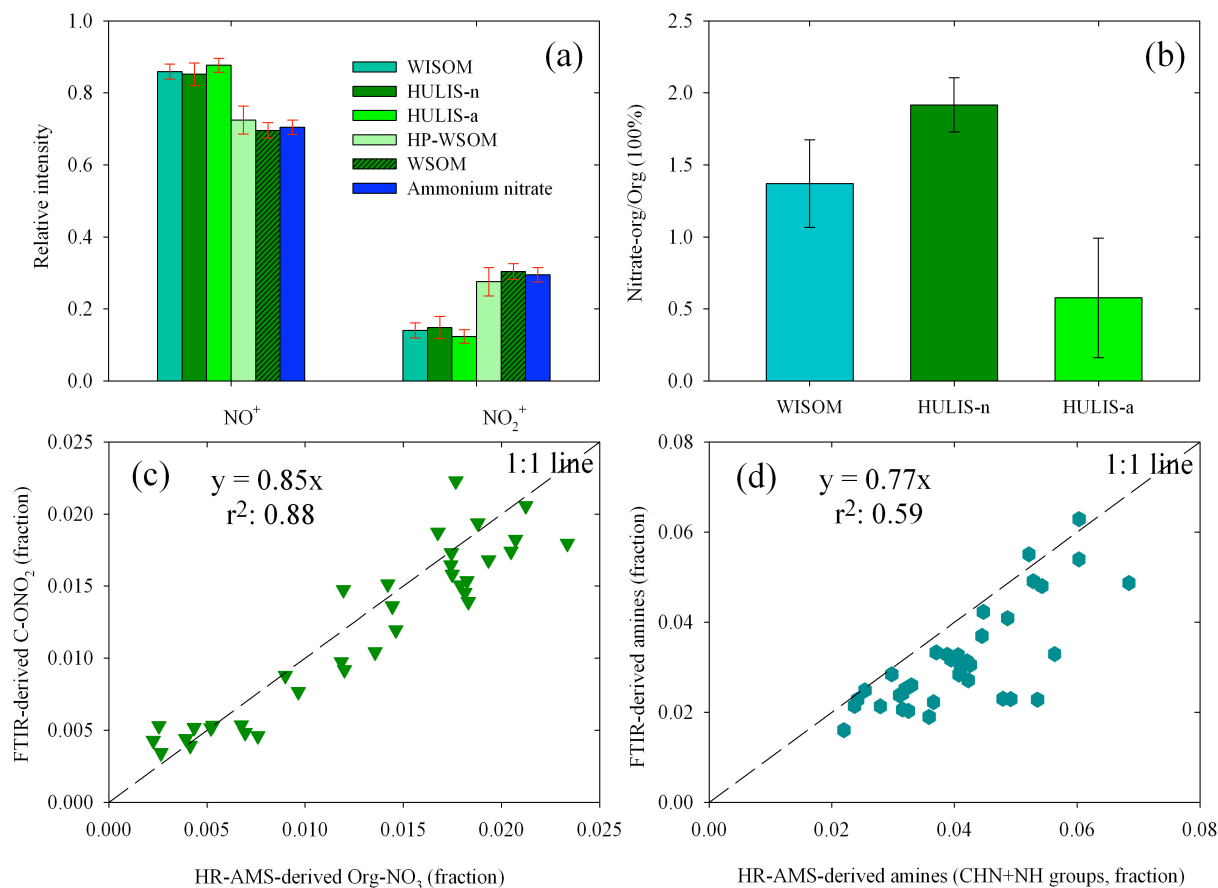 (a)
1.0
0.8
0.6
0.4
0.2
0.0
Relative intensity
WISOM
HULIS-n
HULIS-a
HP-WSOM
WSOM
Ammonium nitrate
NO⁺
NO₂⁺
(b)
2.5
2.0
1.5
1.0
0.5
0.0
Nitrate-org/Org (100%)
WISOM
HULIS-n
HULIS-a
(c)
y = 0.85x
r²: 0.88
1:1 line
0.025
0.020
0.015
0.010
0.005
0.000
FTIR-derived C-ONO₂ (fraction)
0.000 0.005 0.010 0.015 0.020 0.025
HR-AMS-derived Org-NO₃ (fraction)
(d)
y = 0.77x
r²: 0.59
1:1 line
0.08
0.06
0.04
0.02
0.00
FTIR-derived amines (fraction)
0.00 0.02 0.04 0.06 0.08
HR-AMS-derived amines (CHN+NH groups, fraction)